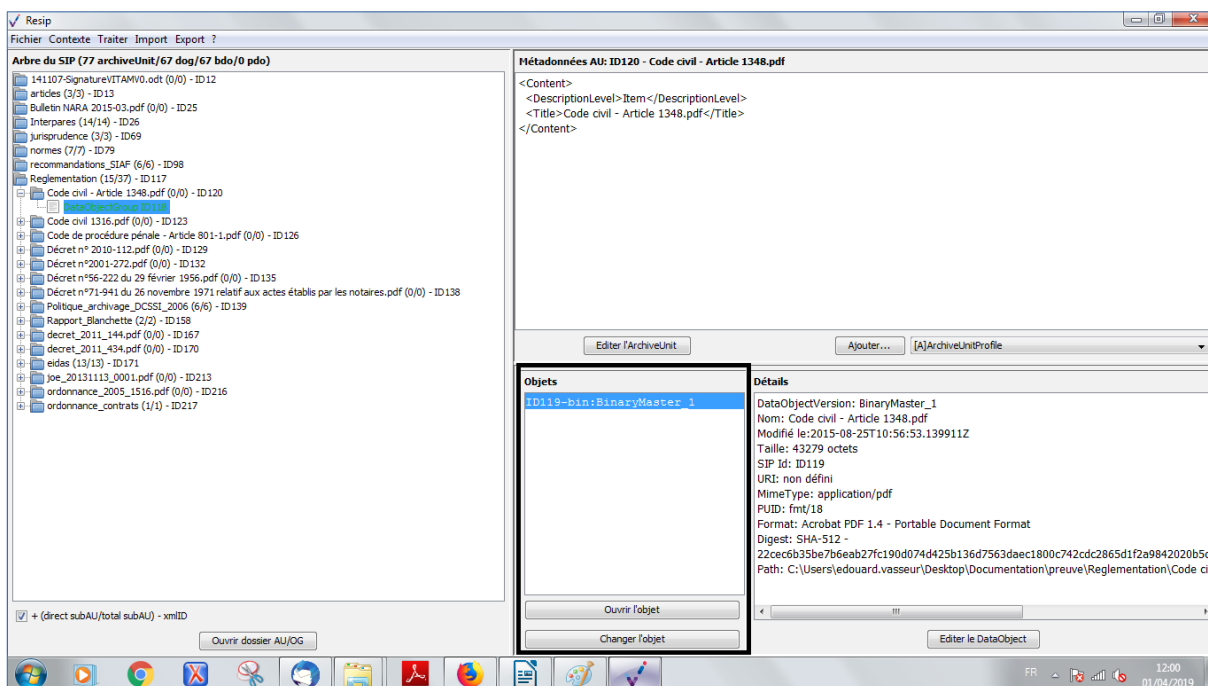 Resip
Fichier Contexte Traiter Import Export ?
Arbre du SIP (77 archiveUnit/67 dog/67 bdo/0 pdo)
141107-SignatureVITAMV0.odt (0/0) - ID12
articles (3/3) - ID13
Bulletin NARA 2015-03.pdf (0/0) - ID25
Interpares (14/14) - ID26
jurisprudence (3/3) - ID69
normes (7/7) - ID79
recommandations_SIAF (6/6) - ID98
Reglementation (15/37) - ID117
Code civil - Article 1348.pdf (0/0) - ID120
DataObjectGroup ID118
Code civil 1316.pdf (0/0) - ID123
Code de procédure pénale - Article 801-1.pdf (0/0) - ID126
Décret n° 2010-112.pdf (0/0) - ID129
Décret n°2001-272.pdf (0/0) - ID132
Décret n°56-222 du 29 février 1956.pdf (0/0) - ID135
Décret n°71-941 du 26 novembre 1971 relatif aux actes établis par les notaires.pdf (0/0) - ID138
Politique_archivage_DCSSI_2006 (6/6) - ID139
Rapport_Blanchette (2/2) - ID158
decret_2011_144.pdf (0/0) - ID167
decret_2011_434.pdf (0/0) - ID170
eidas (13/13) - ID171
joe_20131113_0001.pdf (0/0) - ID213
ordonnance_2005_1516.pdf (0/0) - ID216
ordonnance_contrats (1/1) - ID217
+ (direct subAU/total subAU) - xmlID
Ouvrir dossier AU/OG
Métadonnées AU: ID120 - Code civil - Article 1348.pdf
<Content>
<DescriptionLevel>Item</DescriptionLevel>
<Title>Code civil - Article 1348.pdf</Title>
</Content>
Editer l'ArchiveUnit
Ajouter...
[A]ArchiveUnitProfile
Objets
ID119-bin:BinaryMaster_1
Ouvrir l'objet
Changer l'objet
Détails
DataObjectVersion: BinaryMaster_1
Nom: Code civil - Article 1348.pdf
Modifié le:2015-08-25T10:56:53.139911Z
Taille: 43279 octets
SIP Id: ID119
URI: non défini
MimeType: application/pdf
PUID: fmt/18
Format: Acrobat PDF 1.4 - Portable Document Format
Digest: SHA-512 -
22cec6b35be7b6eab27fc190d074d425b136d7563daec1800c742cdc2865d1f2a9842020b5c
Path: C:\Users\edouard.vasseur\Desktop\Documentation\preuve\Reglementation\Code ci
Editer le DataObject
FR
12:00
01/04/2019